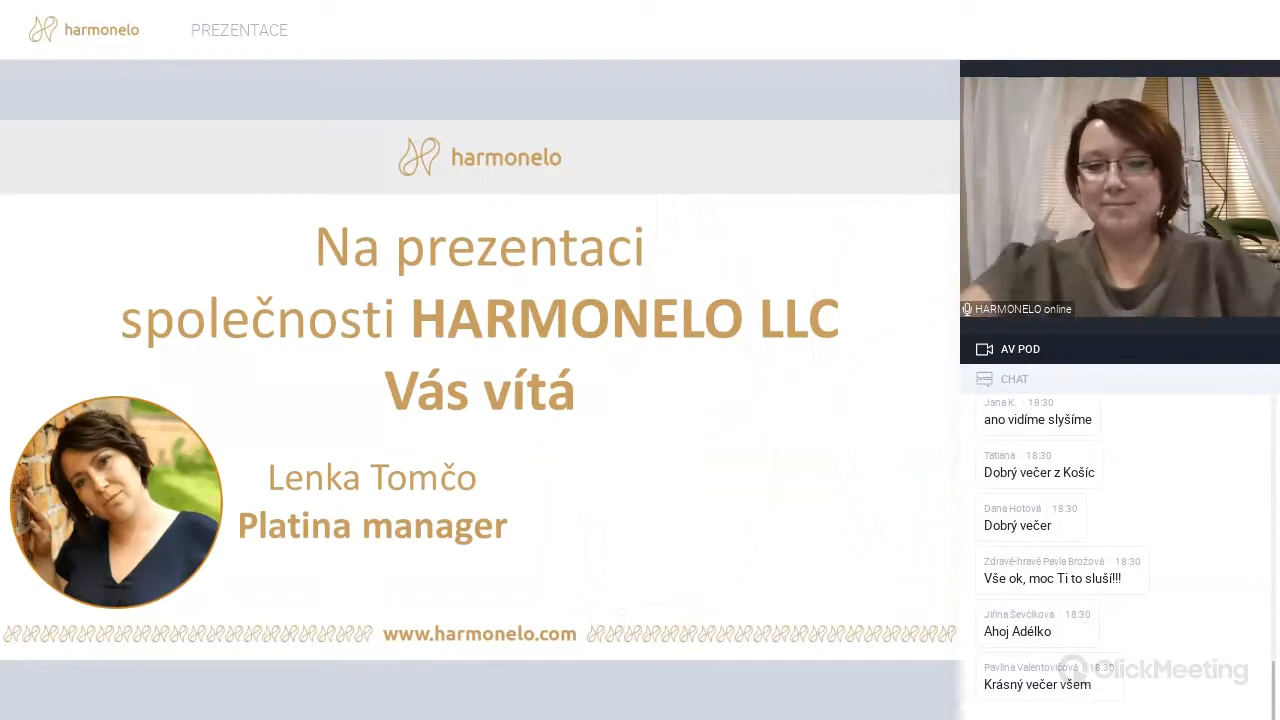 harmonelo
PREZENTACE
harmonelo
Na prezentaci
společnosti HARMONELO LLC
Vás vítá
Lenka Tomčo
Platina manager
www.harmonelo.com
HARMONELO online
AV POD
CHAT
Jana K. 18:30
ano vidíme slyšíme
Tatiana 18:30
Dobrý večer z Košíc
Dana Hotová 18:30
Dobrý večer
Zdravě-hravě Pavla Brožová 18:30
Vše ok, moc Ti to sluší!!!
Jiřina Ševčíkova 18:30
Ahoj Adélko
Pavlina Valentovičová 18:30
Krásný večer všem
ClickMeeting